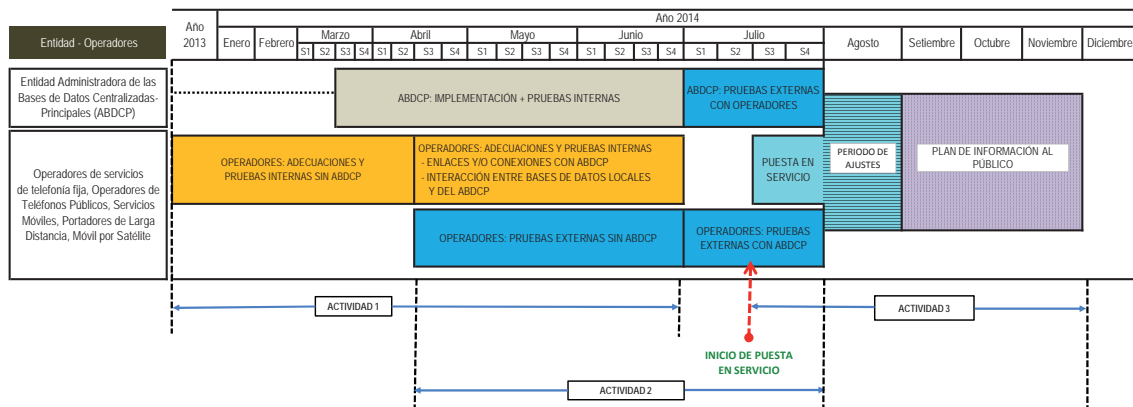 Entidad - Operadores
Año
2013
Año 2014
Enero
Febrero
Marzo
Abril
Mayo
Junio
Julio
Agosto
Setiembre
Octubre
Noviembre
Diciembre
S1 S2 S3 S4 S1 S2 S3 S4 S1 S2 S3 S4 S1 S2 S3 S4 S1 S2 S3 S4
Entidad Administradora de las
Bases de Datos Centralizadas-
Principales (ABDCP)
ABDCP: IMPLEMENTACIÓN + PRUEBAS INTERNAS
ABDCP: PRUEBAS EXTERNAS
CON OPERADORES
Operadores de servicios
de telefonía fija, Operadores de
Teléfonos Públicos, Servicios
Móviles, Portadores de Larga
Distancia, Móvil por Satélite
OPERADORES: ADECUACIONES Y
PRUEBAS INTERNAS SIN ABDCP
OPERADORES: ADECUACIONES Y PRUEBAS INTERNAS
- ENLACES Y/O CONEXIONES CON ABDCP
- INTERACCIÓN ENTRE BASES DE DATOS LOCALES
Y DEL ABDCP
PUESTA EN
SERVICIO
PERIODO DE
AJUSTES
PLAN DE INFORMACIÓN AL
PÚBLICO
OPERADORES: PRUEBAS EXTERNAS SIN ABDCP
OPERADORES: PRUEBAS
EXTERNAS CON ABDCP
ACTIVIDAD 1
ACTIVIDAD 3
INICIO DE PUESTA
EN SERVICIO
ACTIVIDAD 2